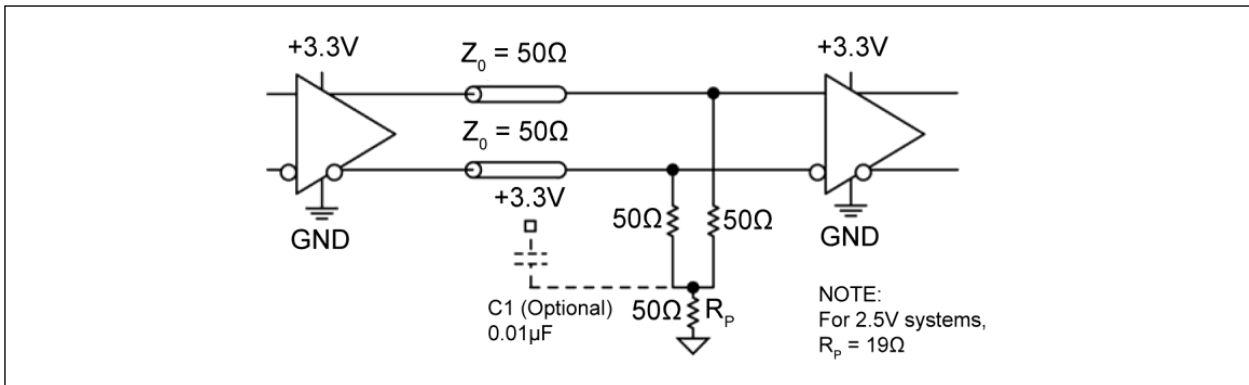 +3.3V
Z₀ = 50Ω
+3.3V
Z₀ = 50Ω
+3.3V
50Ω
50Ω
GND
GND
C1 (Optional)
0.01µF
50Ω
Rₚ
NOTE:
For 2.5V systems,
Rₚ = 19Ω